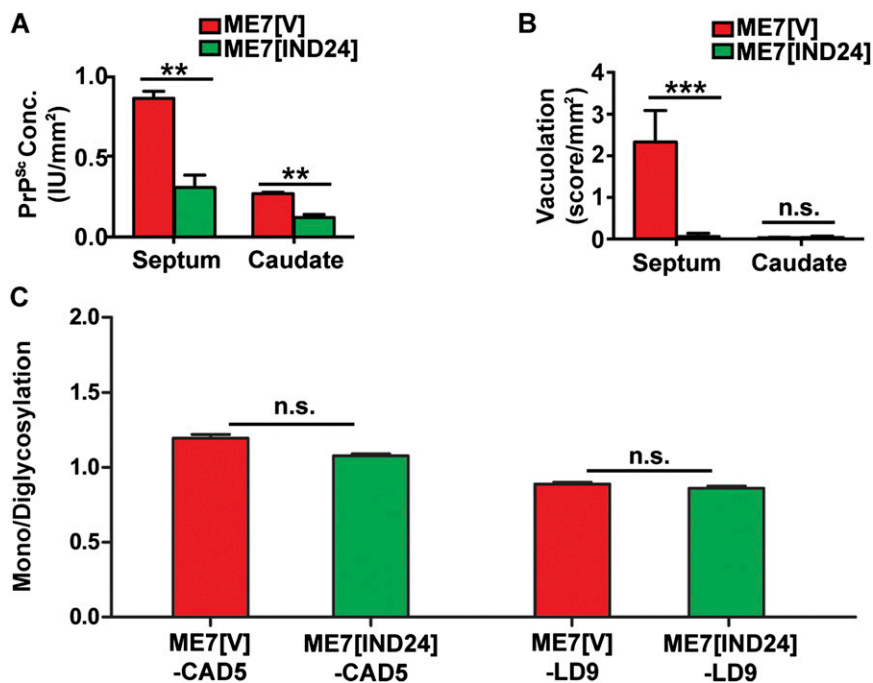 A
ME7[V]
ME7[IND24]
PrPSc Conc.
(IU/mm²)
1.0
0.5
0.0
**
**
Septum
Caudate
B
ME7[V]
ME7[IND24]
Vacuolation
(score/mm²)
4
3
2
1
0
***
n.s.
Septum
Caudate
C
Mono/Diglycosylation
2.0
1.5
1.0
0.5
0.0
n.s.
n.s.
ME7[V]
-CAD5
ME7[IND24]
-CAD5
ME7[V]
-LD9
ME7[IND24]
-LD9